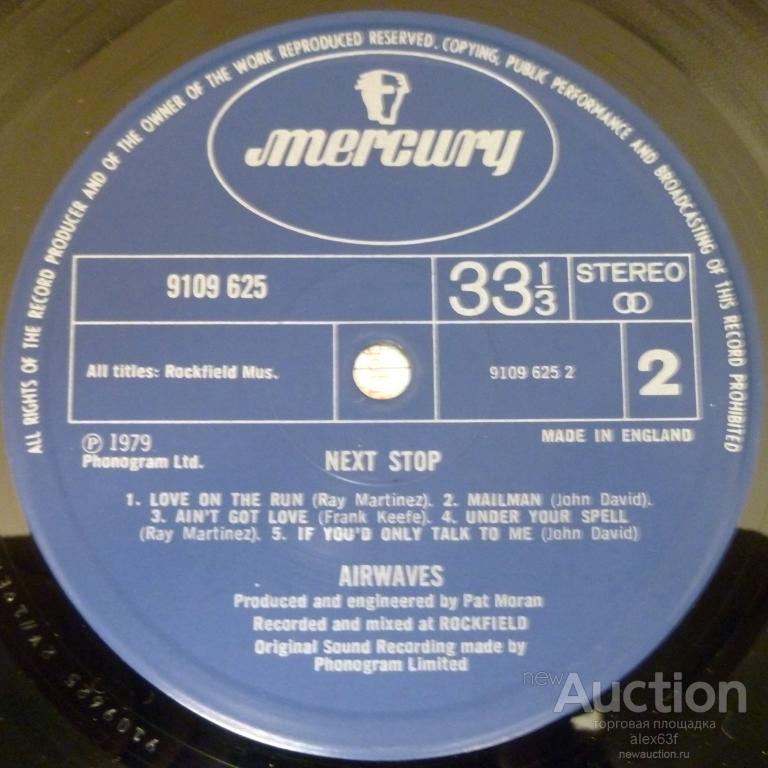 ALL RIGHTS OF THE RECORD PRODUCER AND OF THE OWNER OF THE WORK REPRODUCED RESERVED. COPYING, PUBLIC PERFORMANCE AND BROADCASTING OF THIS RECORD PROHIBITED
mercury
9109 625
33 1/3
STEREO
All titles: Rockfield Mus.
9109 625 2
2
℗ 1979
Phonogram Ltd.
MADE IN ENGLAND
NEXT STOP
1. LOVE ON THE RUN (Ray Martinez). 2. MAILMAN (John David).
3. AIN'T GOT LOVE (Frank Keefe). 4. UNDER YOUR SPELL
(Ray Martinez). 5. IF YOU'D ONLY TALK TO ME (John David)
AIRWAVES
Produced and engineered by Pat Moran
Recorded and mixed at ROCKFIELD
Original Sound Recording made by
Phonogram Limited
9109625
newAuction
торговая площадка
alex63f
newauction.ru